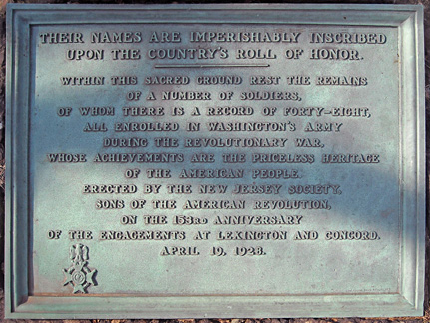 THEIR NAMES ARE IMPERISHABLY INSCRIBED
UPON THE COUNTRY'S ROLL OF HONOR.
WITHIN THIS SACRED GROUND REST THE REMAINS
OF A NUMBER OF SOLDIERS,
OF WHOM THERE IS A RECORD OF FORTY-EIGHT,
ALL ENROLLED IN WASHINGTON'S ARMY
DURING THE REVOLUTIONARY WAR,
WHOSE ACHIEVEMENTS ARE THE PRICELESS HERITAGE
OF THE AMERICAN PEOPLE.
ERECTED BY THE NEW JERSEY SOCIETY,
SONS OF THE AMERICAN REVOLUTION,
ON THE 153RD ANNIVERSARY
OF THE ENGAGEMENTS AT LEXINGTON AND CONCORD.
APRIL 19, 1928.